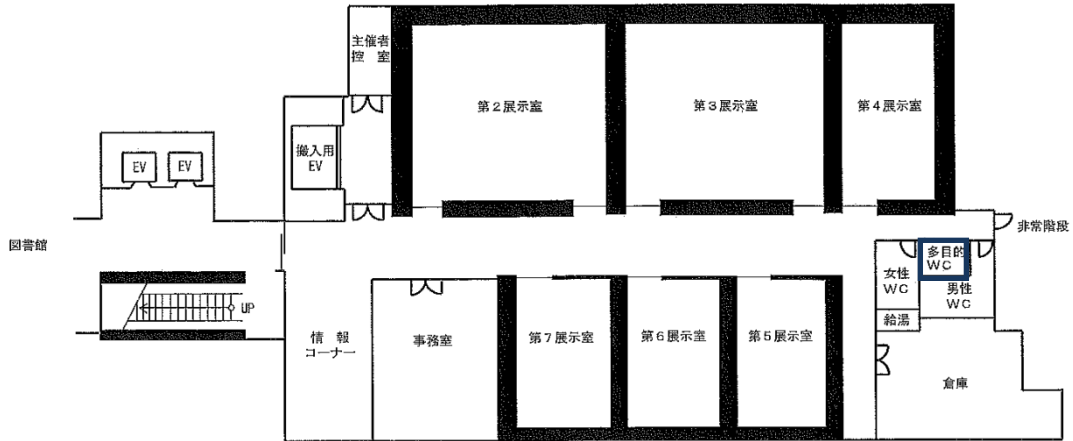 主催者
控　室
第２展示室
第３展示室
第４展示室
搬入用
EV
EV
EV
図書館
非常階段
多目的
ＷＣ
女性
ＷＣ
男性
ＷＣ
給湯
UP
情　報
コーナー
事務室
第７展示室
第６展示室
第５展示室
倉庫